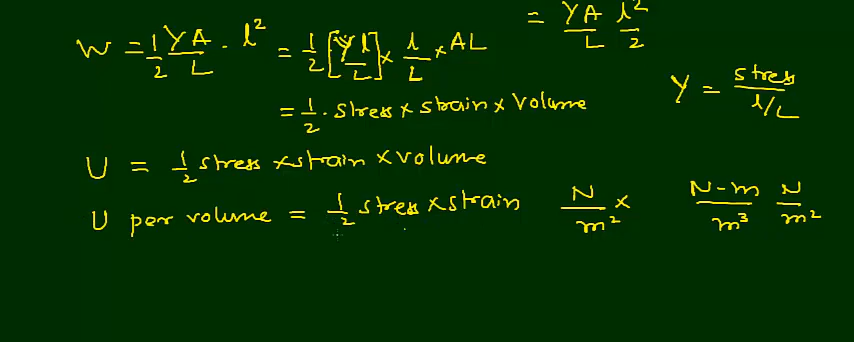 = YA/L l²/2
W = 1/2 YA/L · l² = 1/2 [Yl/L] × l/L × AL
Y = stress / l/L
= 1/2 · stress × strain × volume
U = 1/2 stress × strain × volume
U per volume = 1/2 stress × strain N/m² × N-m/m³ N/m²